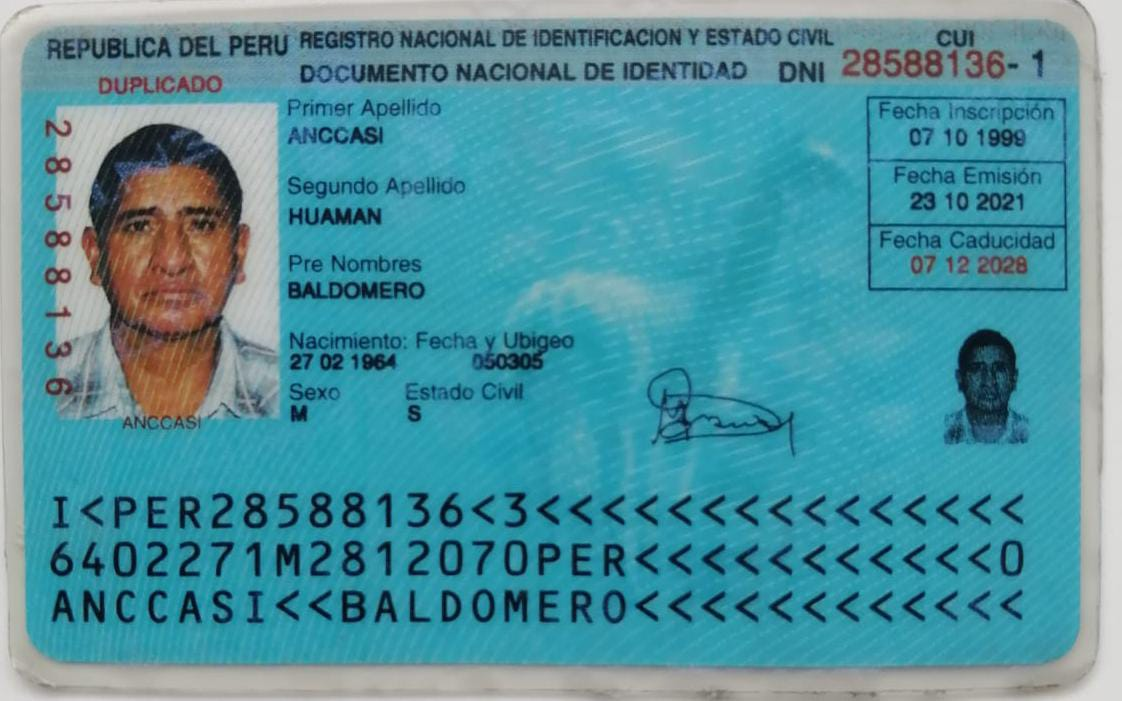 REPUBLICA DEL PERU REGISTRO NACIONAL DE IDENTIFICACION Y ESTADO CIVIL
DUPLICADO
DOCUMENTO NACIONAL DE IDENTIDAD DNI
CUI
28588136-1
28588136
Primer Apellido
ANCCASI
Segundo Apellido
HUAMAN
Pre Nombres
BALDOMERO
Nacimiento: Fecha y Ubigeo
27 02 1964 050305
Sexo Estado Civil
M S
Fecha Inscripción
07 10 1999
Fecha Emisión
23 10 2021
Fecha Caducidad
07 12 2028
ANCCASI
I<PER28588136<3<<<<<<<<<<<<<<<
6402271M2812070PER<<<<<<<<<<<0
ANCCASI<<BALDOMERO<<<<<<<<<<<<